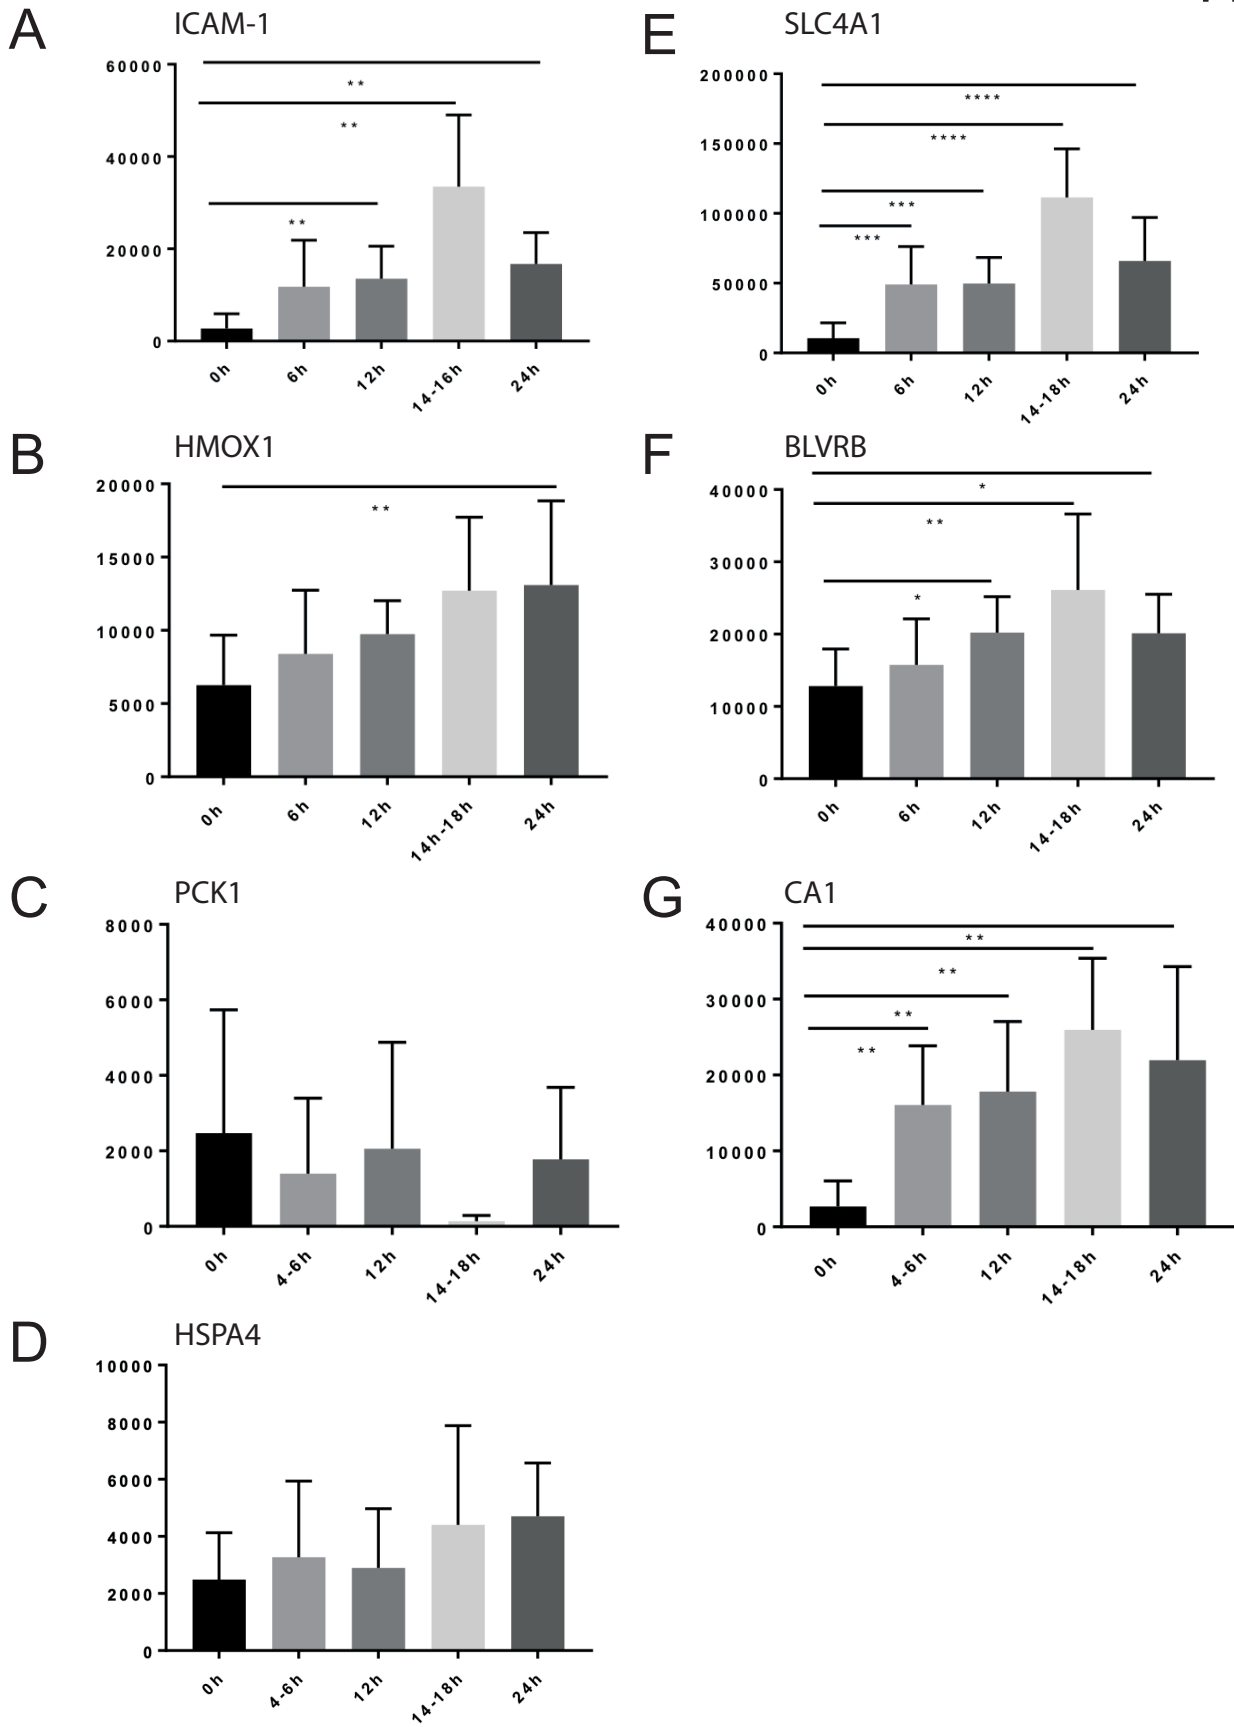 A
ICAM-1
60000
40000
20000
0
**
**
**
0h
6h
12h
14-16h
24h
B
HMOX1
20000
15000
10000
5000
0
**
0h
6h
12h
14h-18h
24h
C
PCK1
8000
6000
4000
2000
0
0h
4-6h
12h
14-18h
24h
D
HSPA4
10000
8000
6000
4000
2000
0
0h
4-6h
12h
14-18h
24h
E
SLC4A1
200000
150000
100000
50000
0
****
****
***
***
0h
6h
12h
14-18h
24h
F
BLVRB
40000
30000
20000
10000
0
*
**
*
0h
6h
12h
14-18h
24h
G
CA1
40000
30000
20000
10000
0
**
**
**
**
0h
4-6h
12h
14-18h
24h